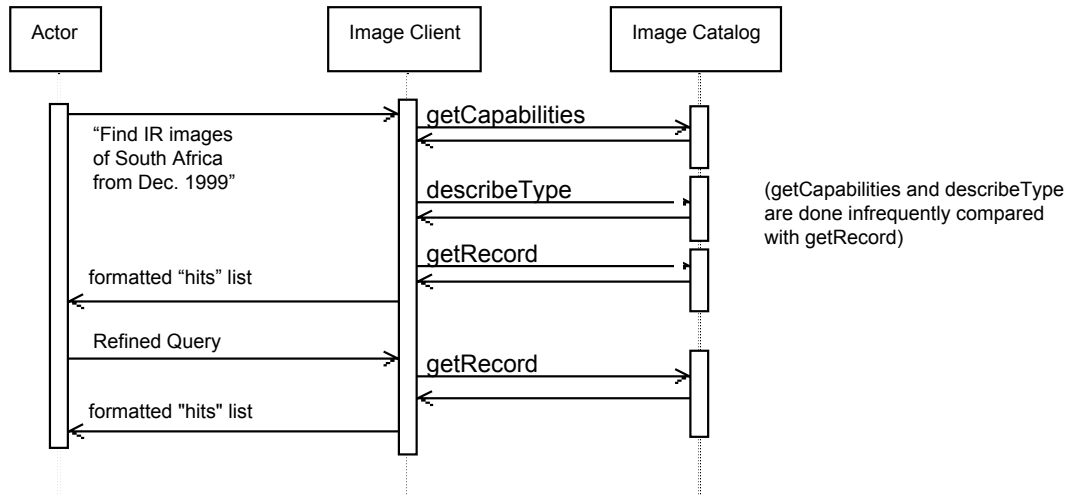 Actor
Image Client
Image Catalog
“Find IR images
of South Africa
from Dec. 1999”
getCapabilities
describeType
(getCapabilities and describeType
are done infrequently compared
with getRecord)
getRecord
formatted “hits” list
Refined Query
getRecord
formatted "hits" list